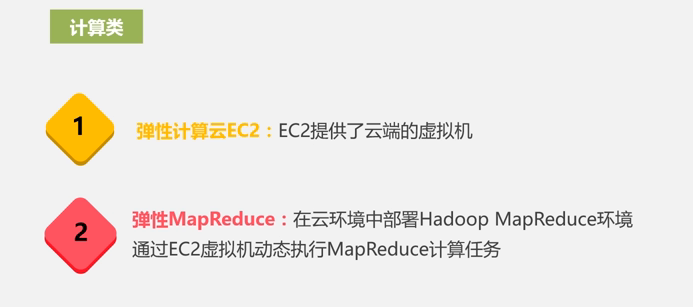 计算类
1
弹性计算云EC2：EC2提供了云端的虚拟机
2
弹性MapReduce：在云环境中部署Hadoop MapReduce环境
通过EC2虚拟机动态执行MapReduce计算任务